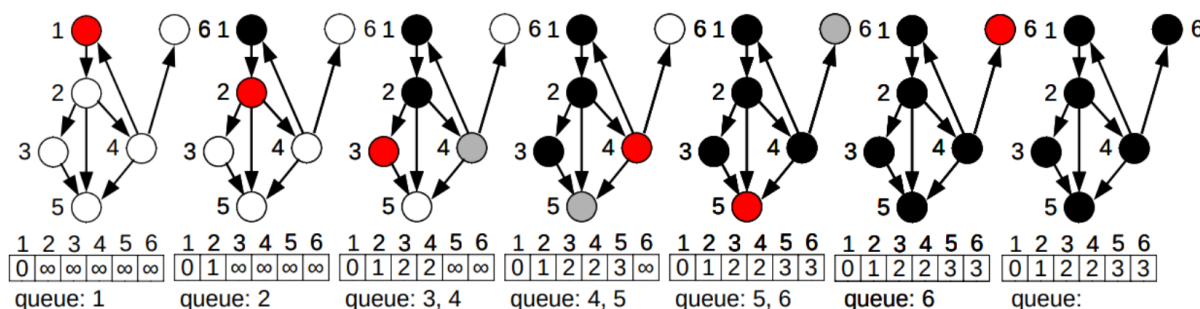 1 6 1 6 1 6 1 6 1 6 1 6 1 6
2 2 2 2 2 2 2
3 4 3 4 3 4 3 4 3 4 3 4 3 4
5 5 5 5 5 5 5
1 2 3 4 5 6 1 2 3 4 5 6 1 2 3 4 5 6 1 2 3 4 5 6 1 2 3 4 5 6 1 2 3 4 5 6 1 2 3 4 5 6
0 ∞ ∞ ∞ ∞ ∞ 0 1 ∞ ∞ ∞ ∞ 0 1 2 2 ∞ ∞ 0 1 2 2 3 ∞ 0 1 2 2 3 3 0 1 2 2 3 3 0 1 2 2 3 3
queue: 1 queue: 2 queue: 3, 4 queue: 4, 5 queue: 5, 6 queue: 6 queue: